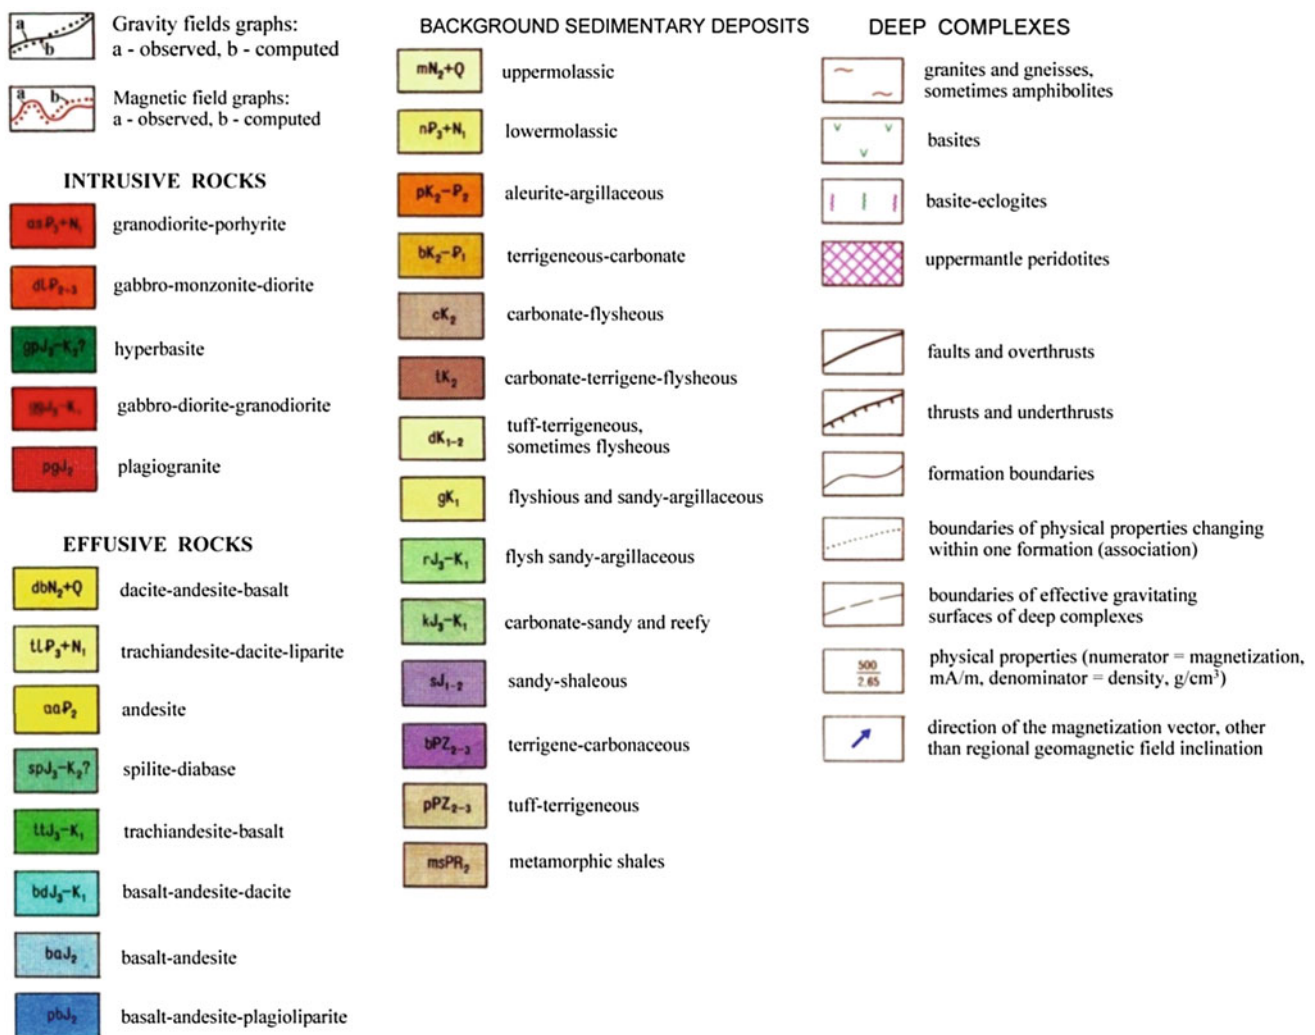 a
b
Gravity fields graphs:
a - observed, b - computed
a
b
Magnetic field graphs:
a - observed, b - computed
INTRUSIVE ROCKS
asP₃+N₁ granodiorite-porhyrite
dLP₂₋₃ gabbro-monzonite-diorite
gpJ₃–K₂? hyperbasite
ggJ₃–K₁ gabbro-diorite-granodiorite
pgJ₂ plagiogranite
EFFUSIVE ROCKS
dbN₂+Q dacite-andesite-basalt
tLP₃+N₁ trachiandesite-dacite-liparite
aaP₂ andesite
spJ₃–K₂? spilite-diabase
ttJ₃–K₁ trachiandesite-basalt
bdJ₃–K₁ basalt-andesite-dacite
baJ₂ basalt-andesite
pbJ₂ basalt-andesite-plagioliparite
BACKGROUND SEDIMENTARY DEPOSITS
mN₂+Q uppermolassic
nP₃+N₁ lowermolassic
pK₂–P₂ aleurite-argillaceous
bK₂–P₁ terrigeneous-carbonate
cK₂ carbonate-flysheous
tK₂ carbonate-terrigene-flysheous
dK₁₋₂ tuff-terrigeneous,
sometimes flysheous
gK₁ flyshious and sandy-argillaceous
rJ₃–K₁ flysh sandy-argillaceous
kJ₃–K₁ carbonate-sandy and reefy
sJ₁₋₂ sandy-shaleous
bPZ₂₋₃ terrigene-carbonaceous
pPZ₂₋₃ tuff-terrigeneous
msPR₂ metamorphic shales
DEEP COMPLEXES
granites and gneisses,
sometimes amphibolites
basites
basite-eclogites
uppermantle peridotites
faults and overthrusts
thrusts and underthrusts
formation boundaries
boundaries of physical properties changing
within one formation (association)
boundaries of effective gravitating
surfaces of deep complexes
500
2.65
physical properties (numerator = magnetization,
mA/m, denominator = density, g/cm³)
direction of the magnetization vector, other
than regional geomagnetic field inclination